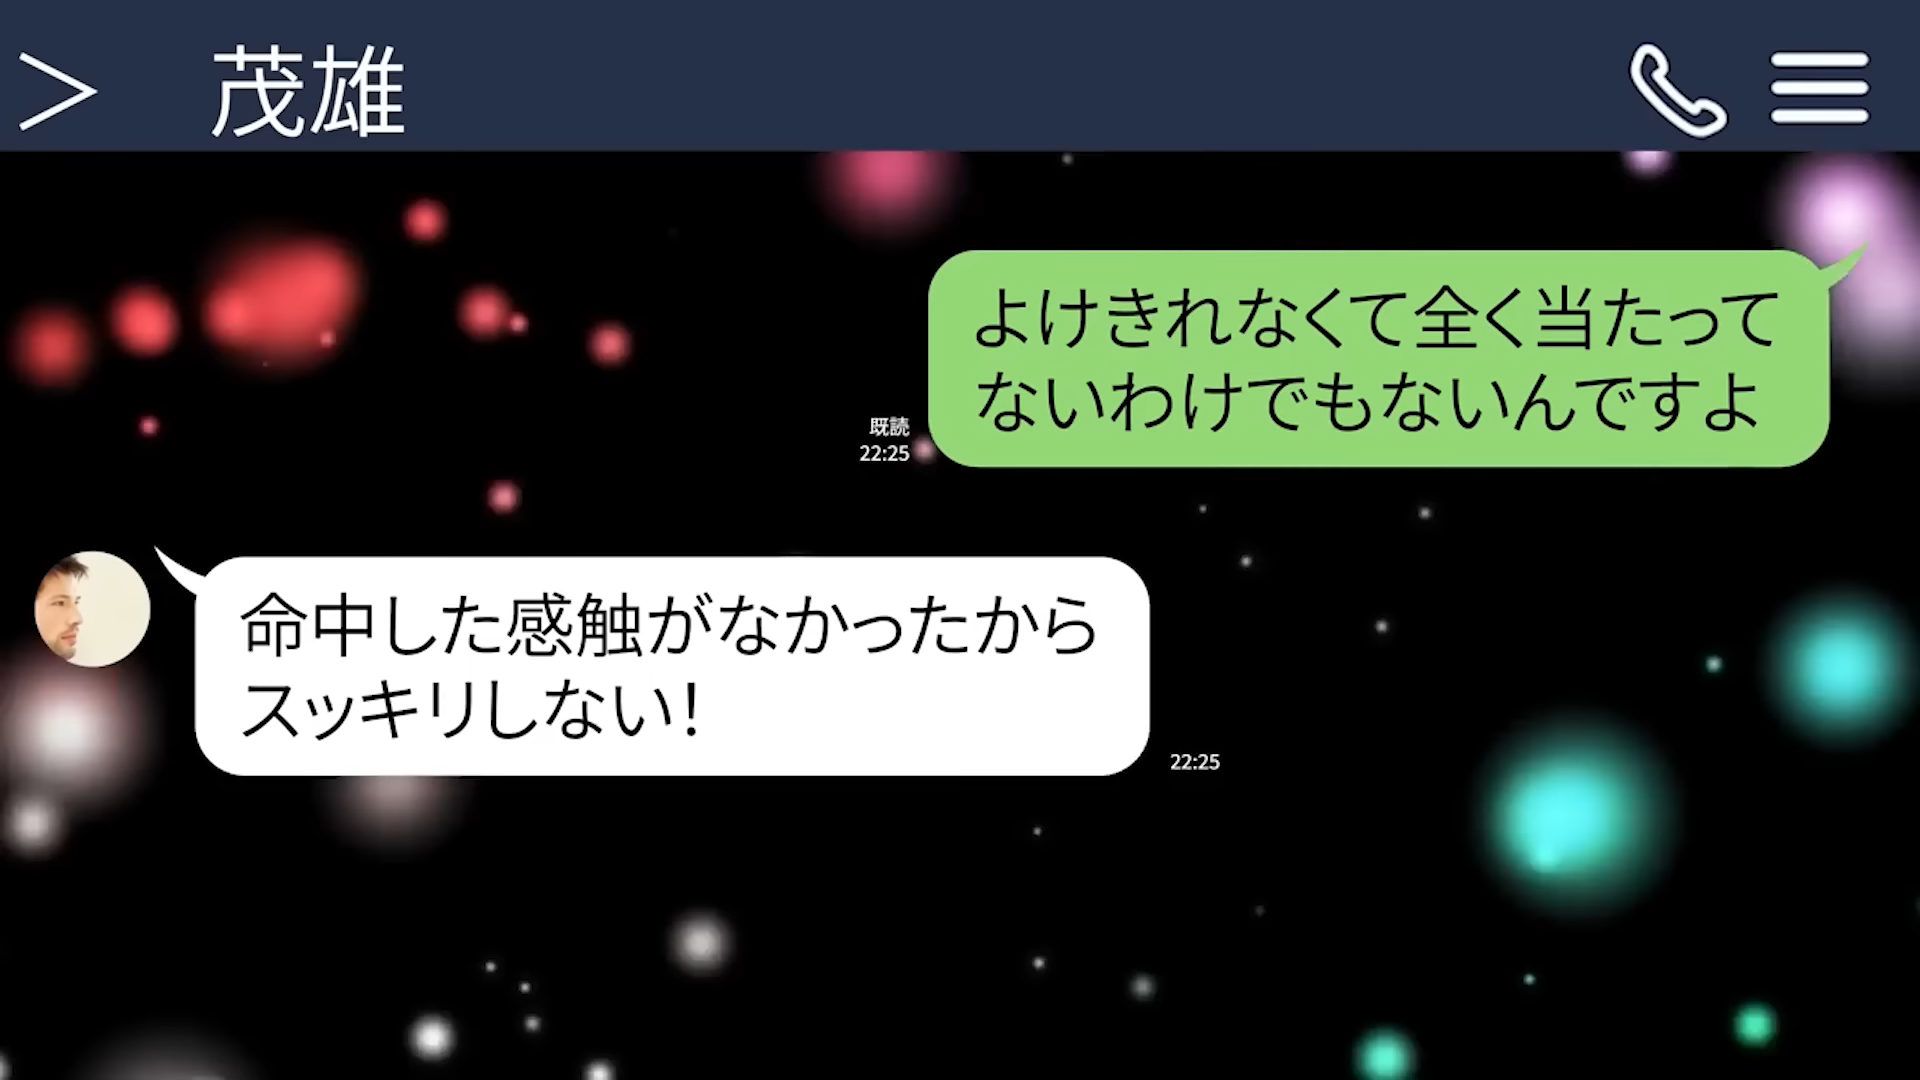 茂雄
よけきれなくて全く当たって
ないわけでもないんですよ
既読
22:25
命中した感触がなかったから
スッキリしない!
22:25